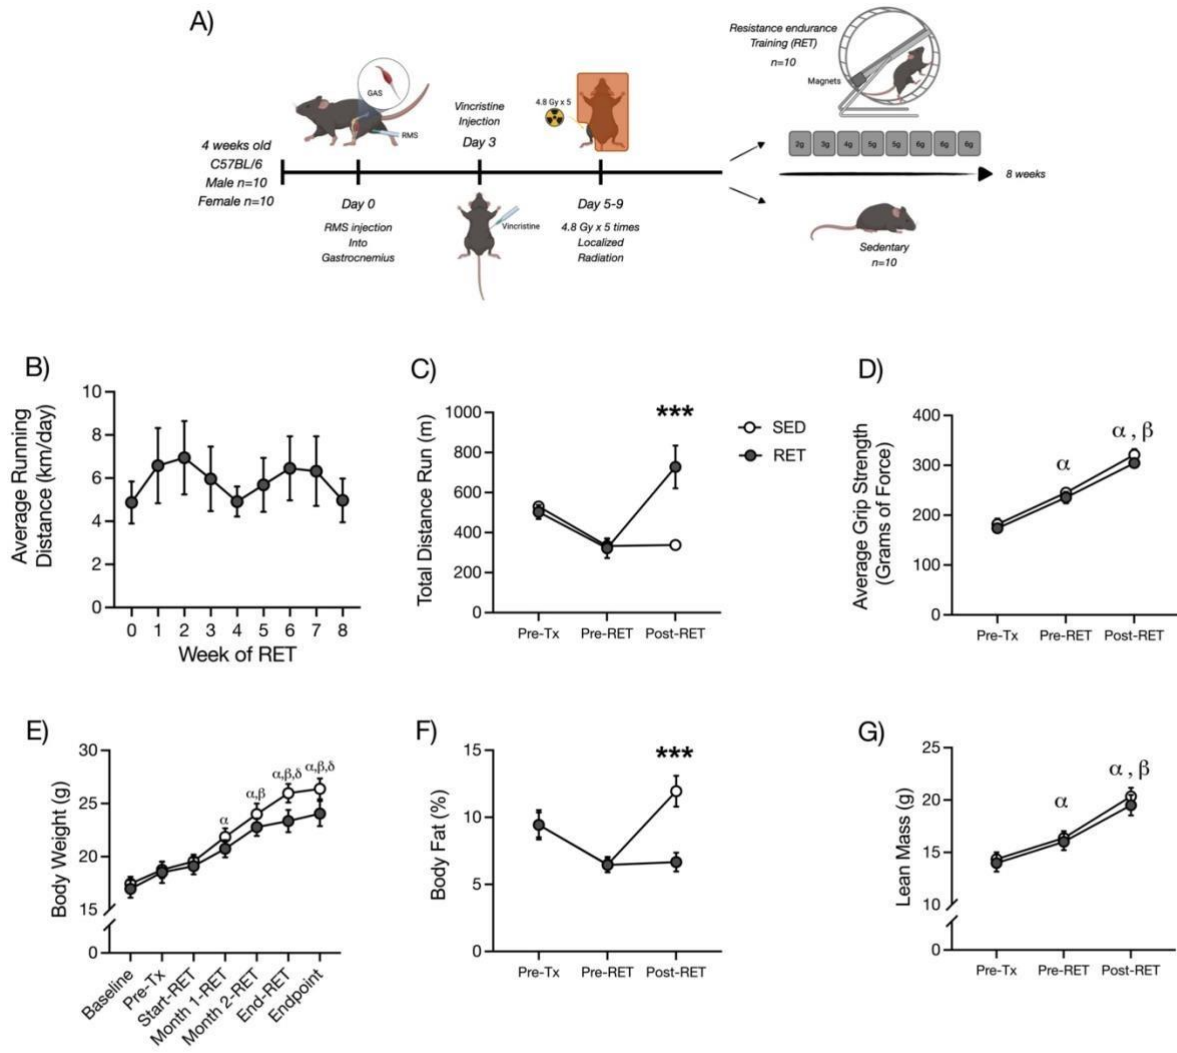 A)
Resistance endurance
Training (RET)
n=10
Magnets
GAS
RMS
Vincristine
Injection
Day 3
4.8 Gy x 5
4 weeks old
C57BL/6
Male n=10
Female n=10
2g 3g 4g 5g 5g 6g 6g 6g
8 weeks
Day 0
RMS injection
Into
Gastrocnemius
Vincristine
Day 5-9
4.8 Gy x 5 times
Localized
Radiation
Sedentary
n=10
B)
Average Running
Distance (km/day)
10
8
6
4
2
0
0 1 2 3 4 5 6 7 8
Week of RET
C)
Total Distance Run (m)
1000
800
600
400
200
0
***
SED
RET
Pre-Tx Pre-RET Post-RET
D)
Average Grip Strength
(Grams of Force)
400
300
200
100
0
α
α , β
Pre-Tx Pre-RET Post-RET
E)
Body Weight (g)
30
25
20
15
0
α
α,β
α,β,δ
α,β,δ
Baseline
Pre-Tx
Start-RET
Month 1-RET
Month 2-RET
End-RET
Endpoint
F)
Body Fat (%)
15
10
5
0
***
Pre-Tx Pre-RET Post-RET
G)
Lean Mass (g)
25
20
15
10
0
α
α , β
Pre-Tx Pre-RET Post-RET